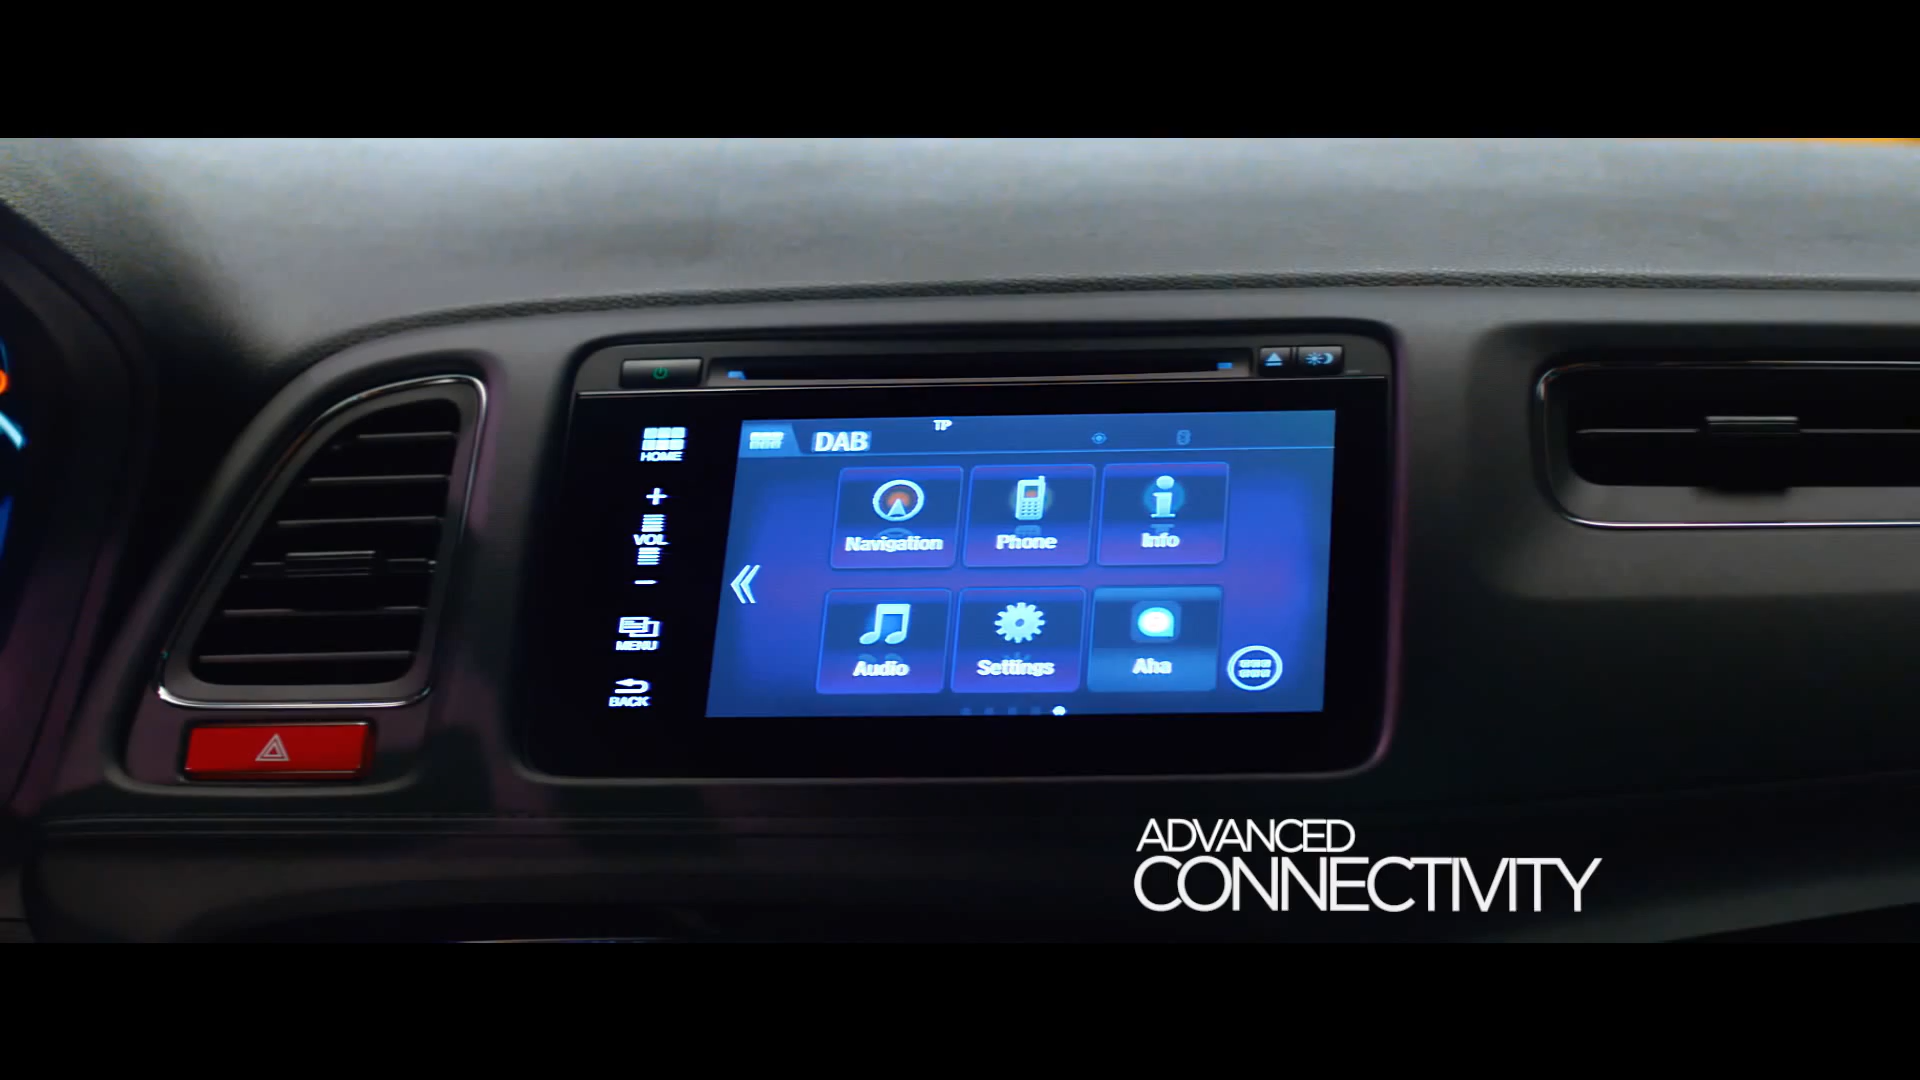 HOME
VOL
MENU
BACK
DAB
TP
Navigation
Phone
Info
Audio
Settings
Aha
ADVANCED
CONNECTIVITY